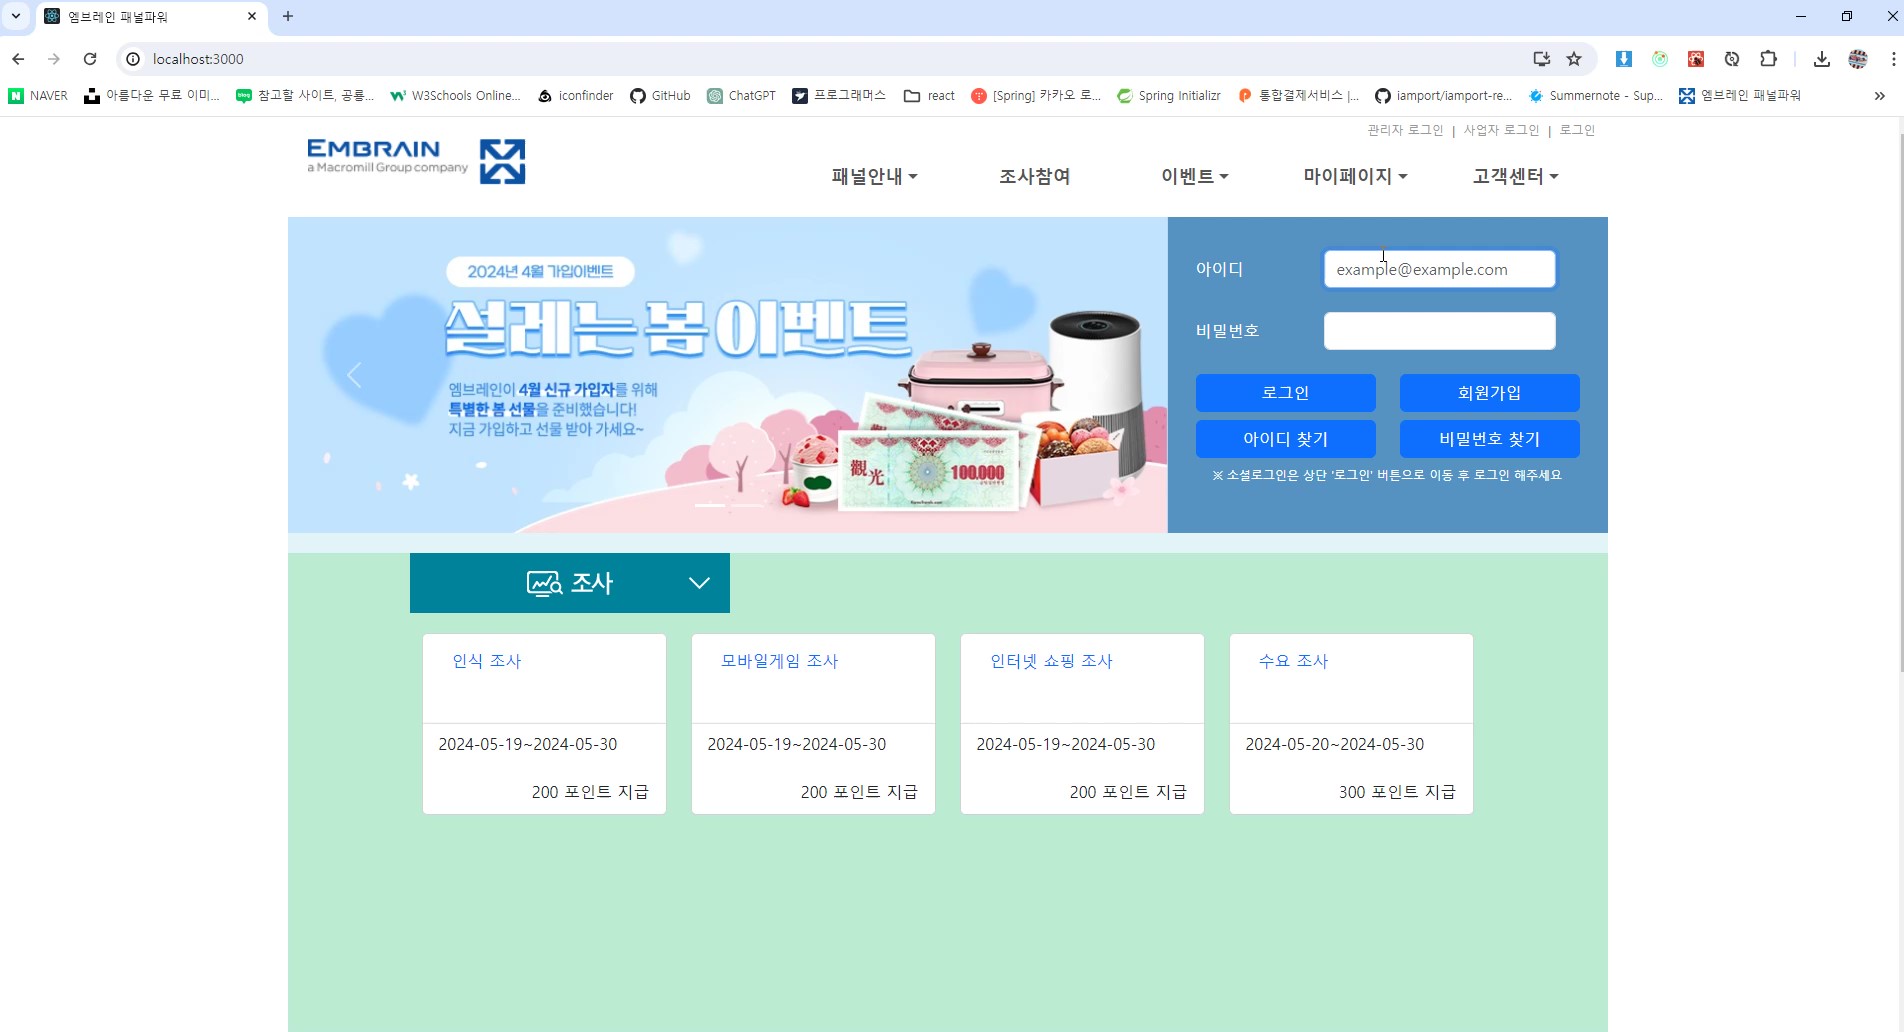 엠브레인 패널파워
localhost:3000
NAVER
아름다운 무료 이미...
참고할 사이트, 공룡...
W3Schools Online...
iconfinder
GitHub
ChatGPT
프로그래머스
react
[Spring] 카카오 로...
Spring Initializr
통합결제서비스 |...
iamport/iamport-re...
Summernote - Sup...
엠브레인 패널파워
관리자 로그인 | 사업자 로그인 | 로그인
EMBRAIN
a Macromill Group company
패널안내
조사참여
이벤트
마이페이지
고객센터
2024년 4월 가입이벤트
설레는 봄 이벤트
엠브레인이 4월 신규 가입자를 위해
특별한 봄 선물을 준비했습니다!
지금 가입하고 선물 받아 가세요~
觀光
100,000
아이디
example@example.com
비밀번호
로그인
회원가입
아이디 찾기
비밀번호 찾기
※ 소셜로그인은 상단 '로그인' 버튼으로 이동 후 로그인 해주세요
조사
인식 조사
2024-05-19~2024-05-30
200 포인트 지급
모바일게임 조사
2024-05-19~2024-05-30
200 포인트 지급
인터넷 쇼핑 조사
2024-05-19~2024-05-30
200 포인트 지급
수요 조사
2024-05-20~2024-05-30
300 포인트 지급